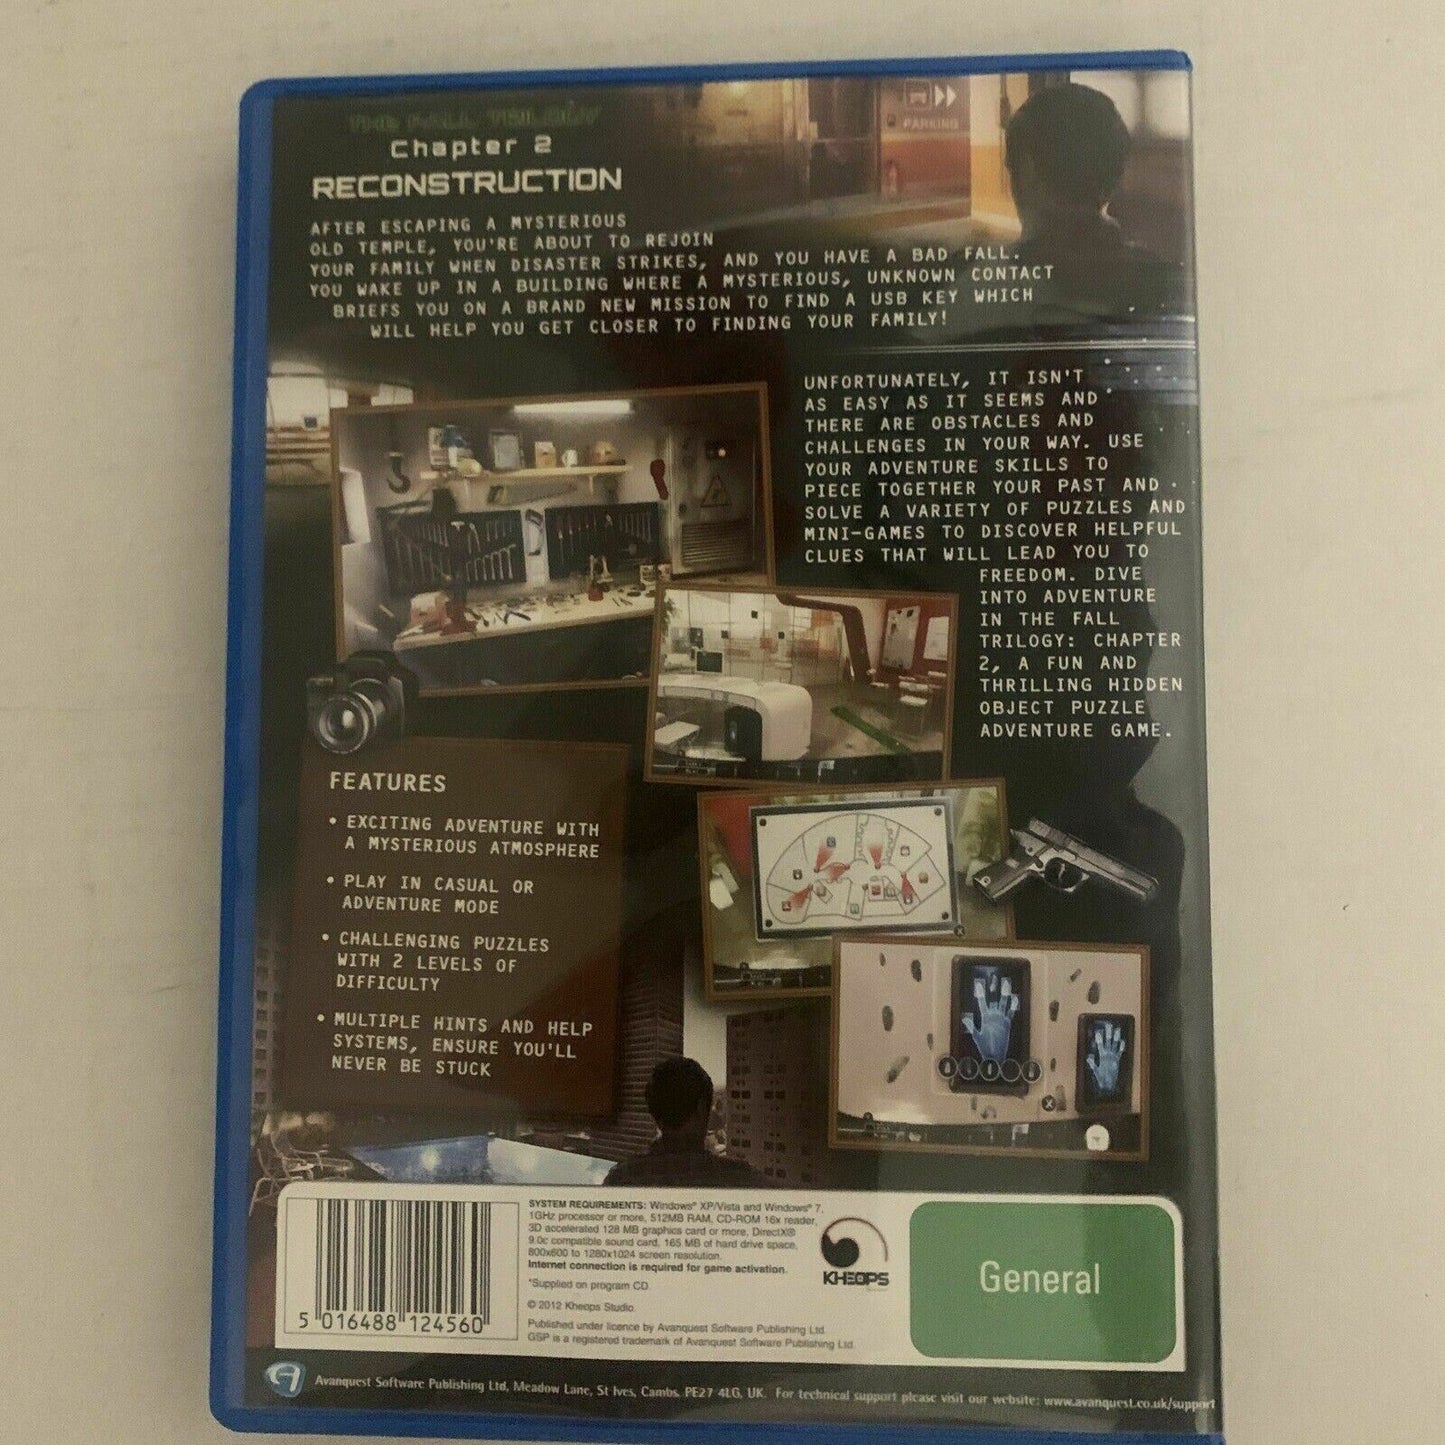 THE FALL TRILOGY
Chapter 2
RECONSTRUCTION
AFTER ESCAPING A MYSTERIOUS
OLD TEMPLE, YOU'RE ABOUT TO REJOIN
YOUR FAMILY WHEN DISASTER STRIKES, AND YOU HAVE A BAD FALL.
YOU WAKE UP IN A BUILDING WHERE A MYSTERIOUS, UNKNOWN CONTACT
BRIEFS YOU ON A BRAND NEW MISSION TO FIND A USB KEY WHICH
WILL HELP YOU GET CLOSER TO FINDING YOUR FAMILY!
PARKING
UNFORTUNATELY, IT ISN'T
AS EASY AS IT SEEMS AND
THERE ARE OBSTACLES AND
CHALLENGES IN YOUR WAY. USE
YOUR ADVENTURE SKILLS TO
PIECE TOGETHER YOUR PAST AND
SOLVE A VARIETY OF PUZZLES AND
MINI-GAMES TO DISCOVER HELPFUL
CLUES THAT WILL LEAD YOU TO
FREEDOM. DIVE
INTO ADVENTURE
IN THE FALL
TRILOGY: CHAPTER
2, A FUN AND
THRILLING HIDDEN
OBJECT PUZZLE
ADVENTURE GAME.
FEATURES
• EXCITING ADVENTURE WITH
A MYSTERIOUS ATMOSPHERE
• PLAY IN CASUAL OR
ADVENTURE MODE
• CHALLENGING PUZZLES
WITH 2 LEVELS OF
DIFFICULTY
• MULTIPLE HINTS AND HELP
SYSTEMS, ENSURE YOU'LL
NEVER BE STUCK
5 016488 124560
SYSTEM REQUIREMENTS: Windows® XP/Vista and Windows® 7,
1GHz processor or more, 512MB RAM, CD-ROM 16x reader,
3D accelerated 128 MB graphics card or more, DirectX®
9.0c compatible sound card, 165 MB of hard drive space,
800x600 to 1280x1024 screen resolution.
Internet connection is required for game activation.
*Supplied on program CD.
© 2012 Kheops Studio.
Published under licence by Avanquest Software Publishing Ltd.
GSP is a registered trademark of Avanquest Software Publishing Ltd.
KHEOPS
General
Avanquest Software Publishing Ltd, Meadow Lane, St Ives, Cambs. PE27 4LG, UK. For technical support please visit our website: www.avanquest.co.uk/support